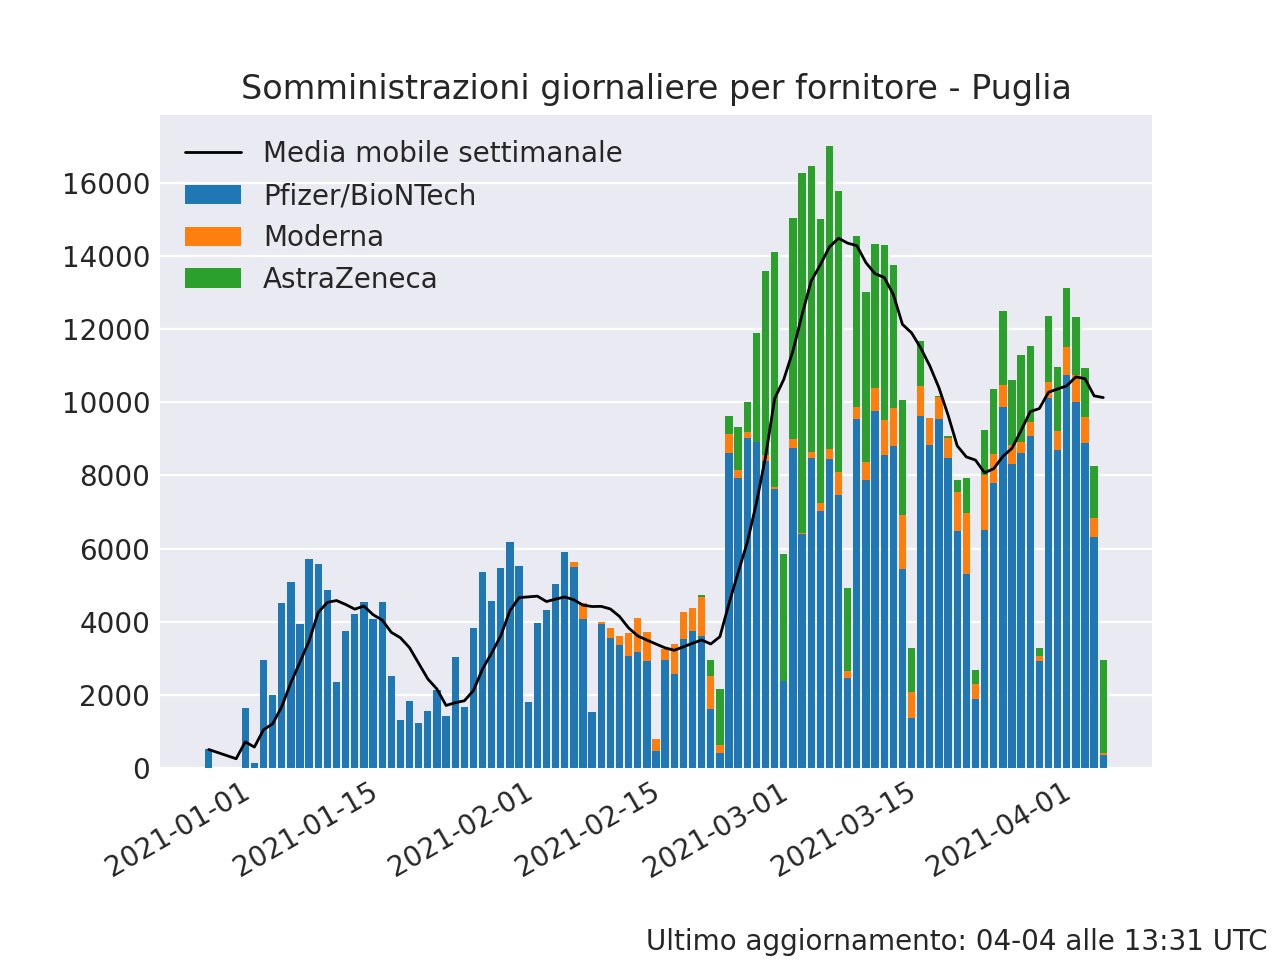 Somministrazioni giornaliere per fornitore - Puglia
Media mobile settimanale
Pfizer/BioNTech
Moderna
AstraZeneca
16000
14000
12000
10000
8000
6000
4000
2000
0
2021-01-01
2021-01-15
2021-02-01
2021-02-15
2021-03-01
2021-03-15
2021-04-01
Ultimo aggiornamento: 04-04 alle 13:31 UTC